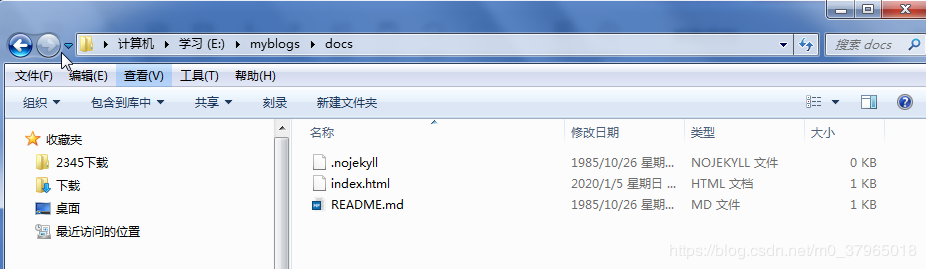 计算机 ▸ 学习 (E:) ▸ myblogs ▸ docs
搜索 docs
文件(F) 编辑(E) 查看(V) 工具(T) 帮助(H)
组织 包含到库中 共享 刻录 新建文件夹
名称 修改日期 类型 大小
收藏夹
2345下载
下载
桌面
最近访问的位置
.nojekyll 1985/10/26 星期... NOJEKYLL 文件 0 KB
index.html 2020/1/5 星期日 ... HTML 文档 1 KB
README.md 1985/10/26 星期... MD 文件 1 KB
https://blog.csdn.net/m0_37965018